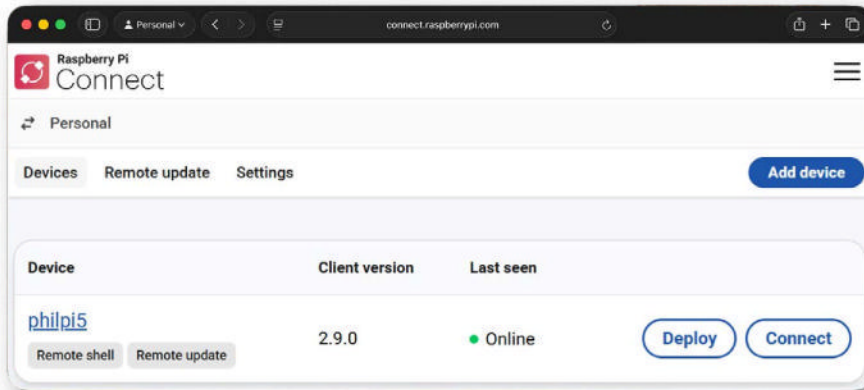 Personal
connect.raspberrypi.com
Raspberry Pi
Connect
Personal
Devices Remote update Settings Add device
Device Client version Last seen
philpi5 2.9.0 Online Deploy Connect
Remote shell Remote update